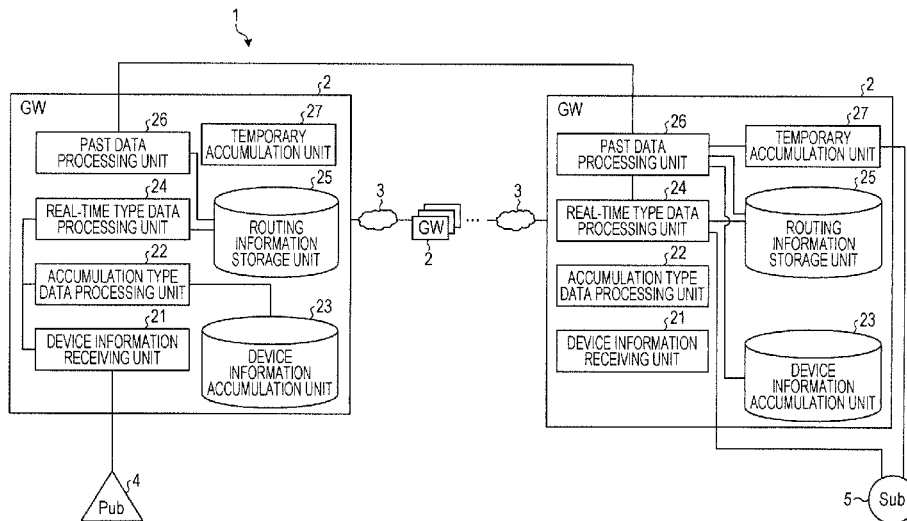 1
2
GW
26
PAST DATA
PROCESSING UNIT
27
TEMPORARY
ACCUMULATION UNIT
24
REAL-TIME TYPE DATA
PROCESSING UNIT
25
ROUTING
INFORMATION
STORAGE UNIT
22
ACCUMULATION TYPE
DATA PROCESSING UNIT
21
DEVICE INFORMATION
RECEIVING UNIT
23
DEVICE
INFORMATION
ACCUMULATION UNIT
4
Pub
3
GW
2
...
3
2
GW
26
PAST DATA
PROCESSING UNIT
27
TEMPORARY
ACCUMULATION UNIT
24
REAL-TIME TYPE DATA
PROCESSING UNIT
25
ROUTING
INFORMATION
STORAGE UNIT
22
ACCUMULATION TYPE
DATA PROCESSING UNIT
21
DEVICE INFORMATION
RECEIVING UNIT
23
DEVICE
INFORMATION
ACCUMULATION UNIT
5
Sub